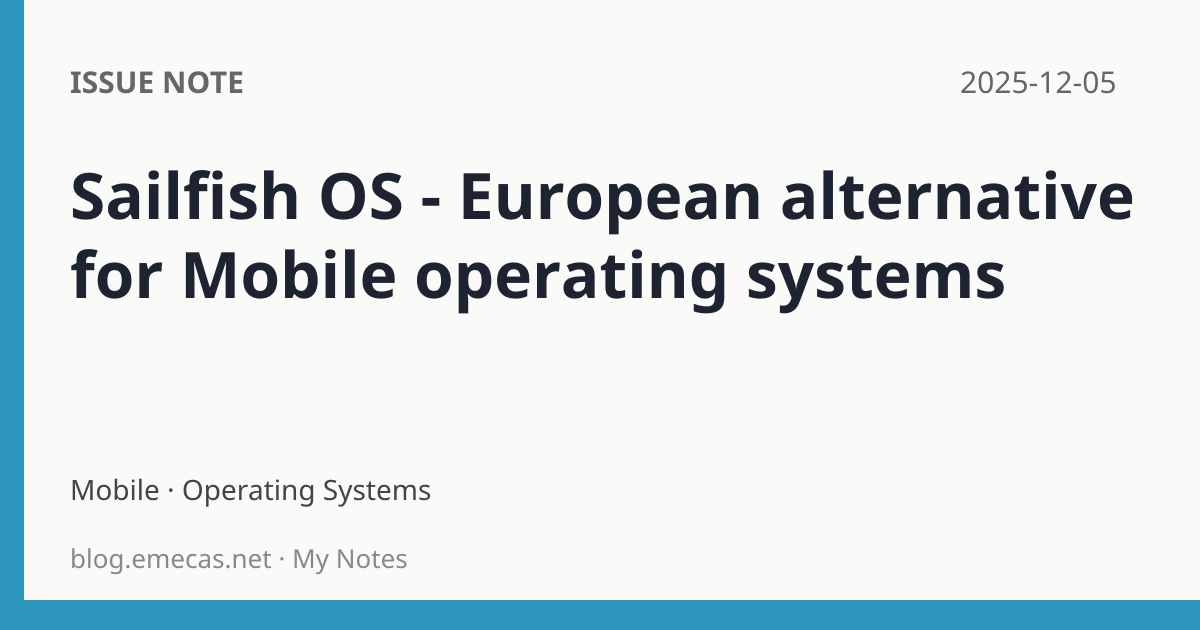 ISSUE NOTE
2025-12-05
Sailfish OS - European alternative
for Mobile operating systems
Mobile · Operating Systems
blog.emecas.net · My Notes